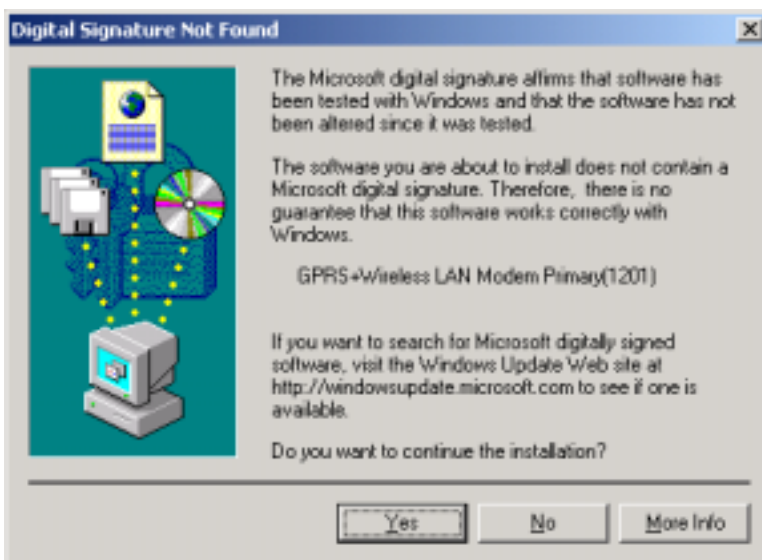 Digital Signature Not Found
The Microsoft digital signature affirms that software has
been tested with Windows and that the software has not
been altered since it was tested.
The software you are about to install does not contain a
Microsoft digital signature. Therefore, there is no
guarantee that this software works correctly with
Windows.
GPRS+Wireless LAN Modem Primary(1201)
If you want to search for Microsoft digitally signed
software, visit the Windows Update Web site at
http://windowsupdate.microsoft.com to see if one is
available.
Do you want to continue the installation?
Yes No More Info